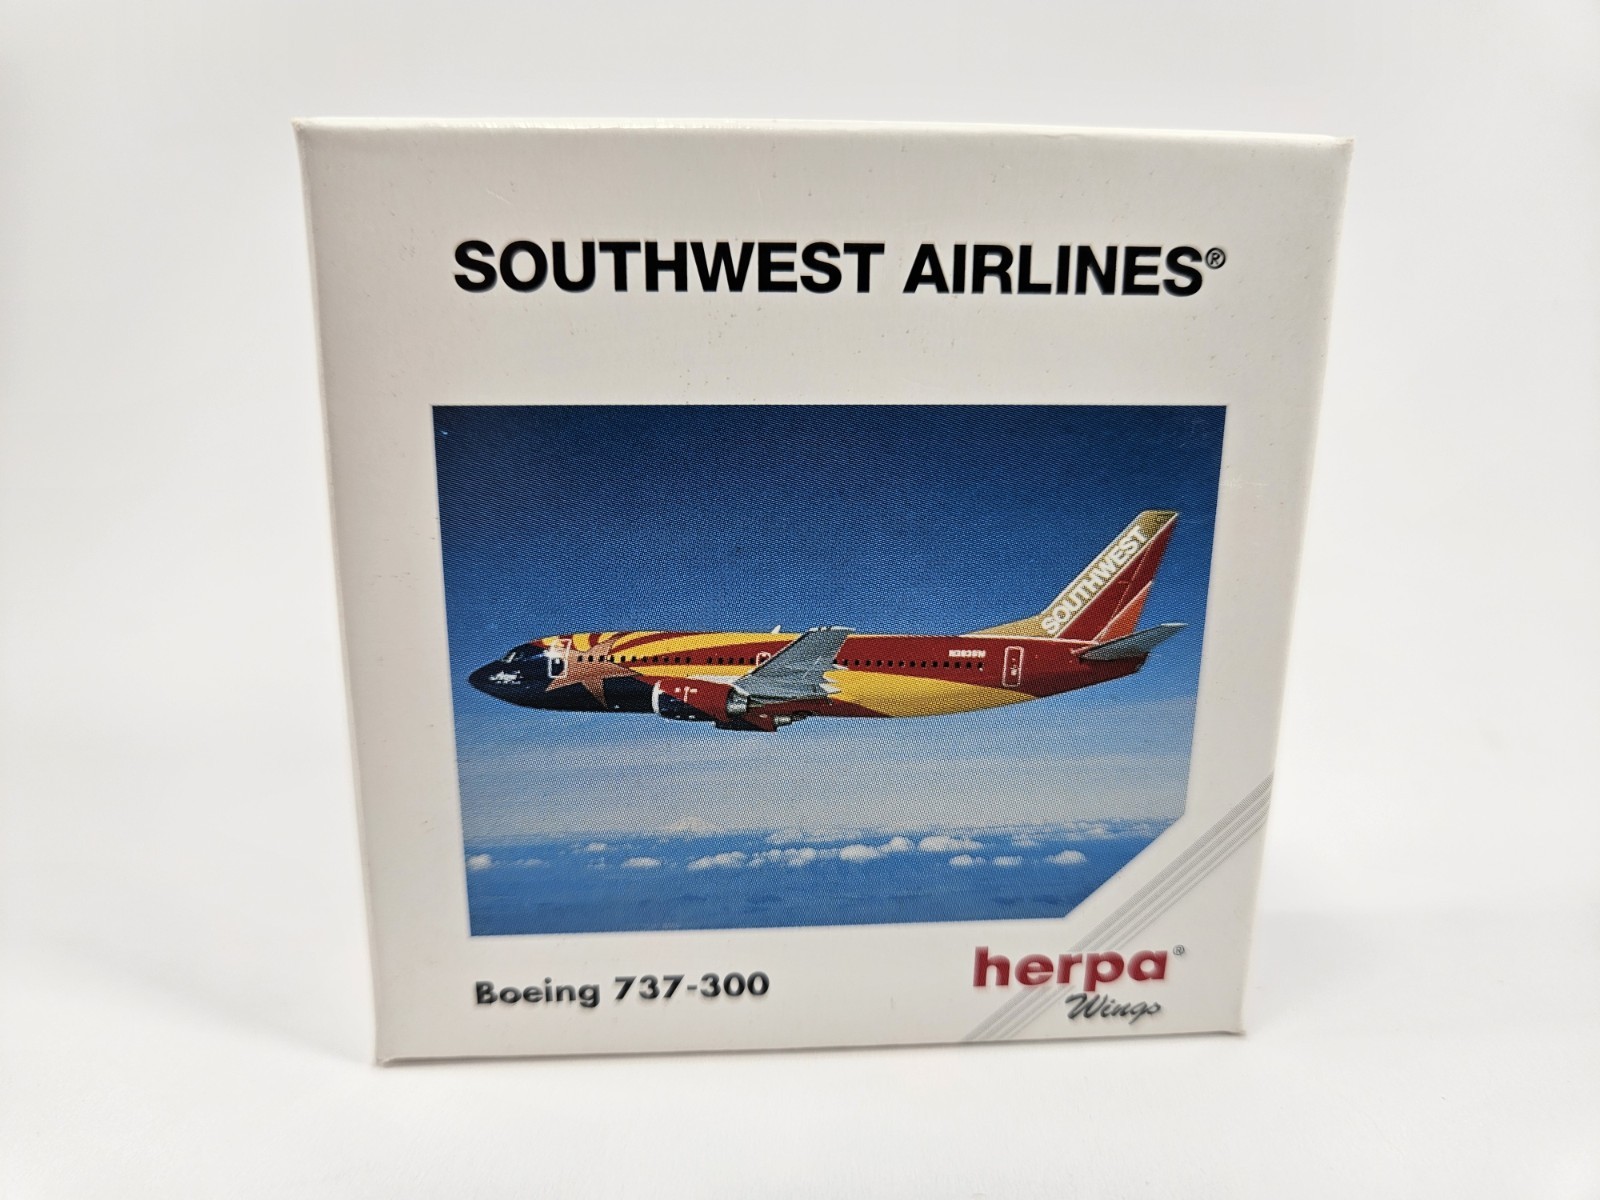 SOUTHWEST AIRLINES®
SOUTHWEST
Boeing 737-300
herpa®
Wings